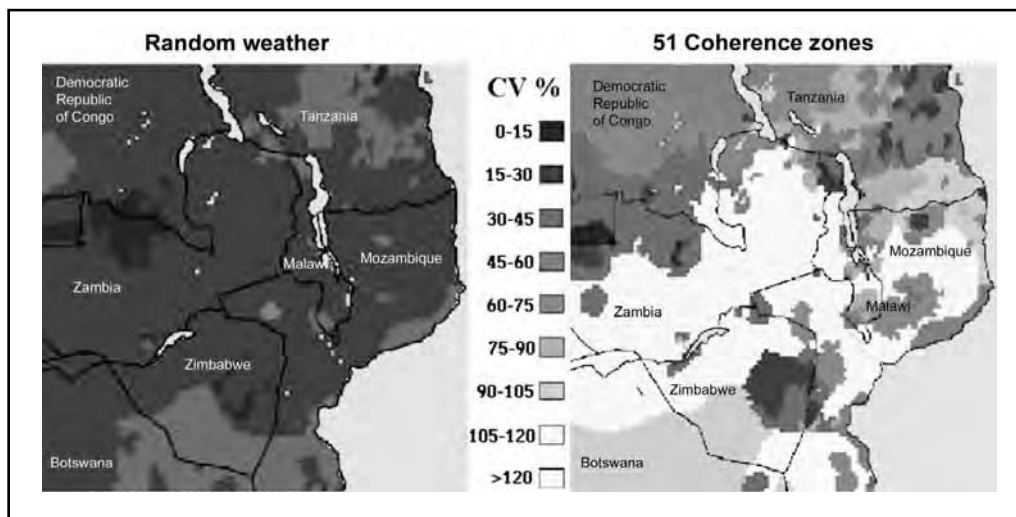 Random weather
51 Coherence zones
Democratic
Republic
of Congo
Tanzania
Malawi
Mozambique
Zambia
Zimbabwe
Botswana
CV %
0-15
15-30
30-45
45-60
60-75
75-90
90-105
105-120
>120
Democratic
Republic
of Congo
Tanzania
Mozambique
Zambia
Malawi
Zimbabwe
Botswana